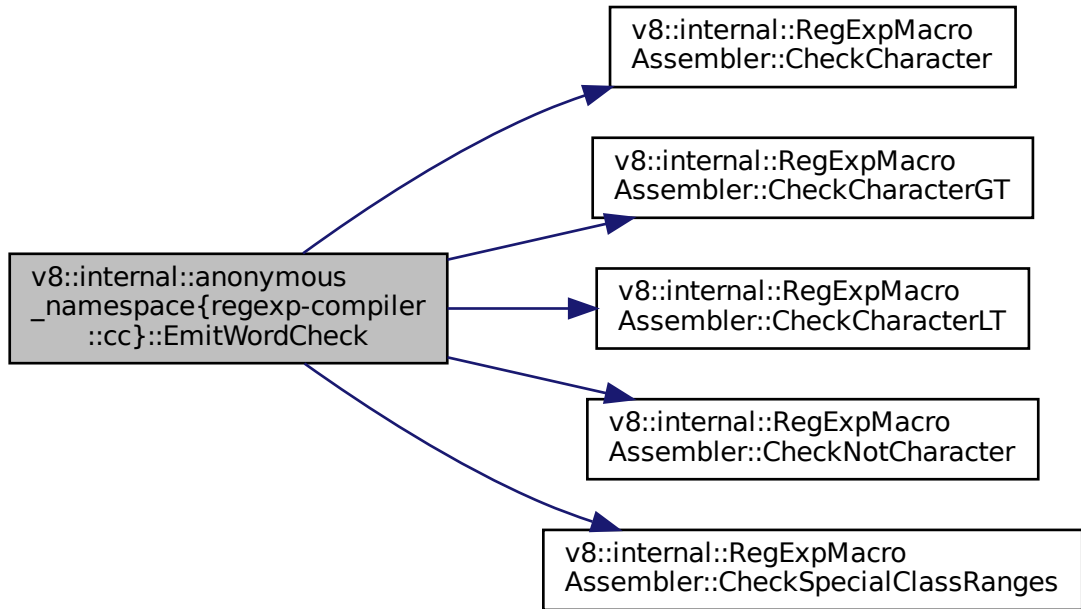 v8::internal::RegExpMacro
Assembler::CheckCharacter
v8::internal::RegExpMacro
Assembler::CheckCharacterGT
v8::internal::anonymous
_namespace{regexp-compiler
::cc}::EmitWordCheck
v8::internal::RegExpMacro
Assembler::CheckCharacterLT
v8::internal::RegExpMacro
Assembler::CheckNotCharacter
v8::internal::RegExpMacro
Assembler::CheckSpecialClassRanges